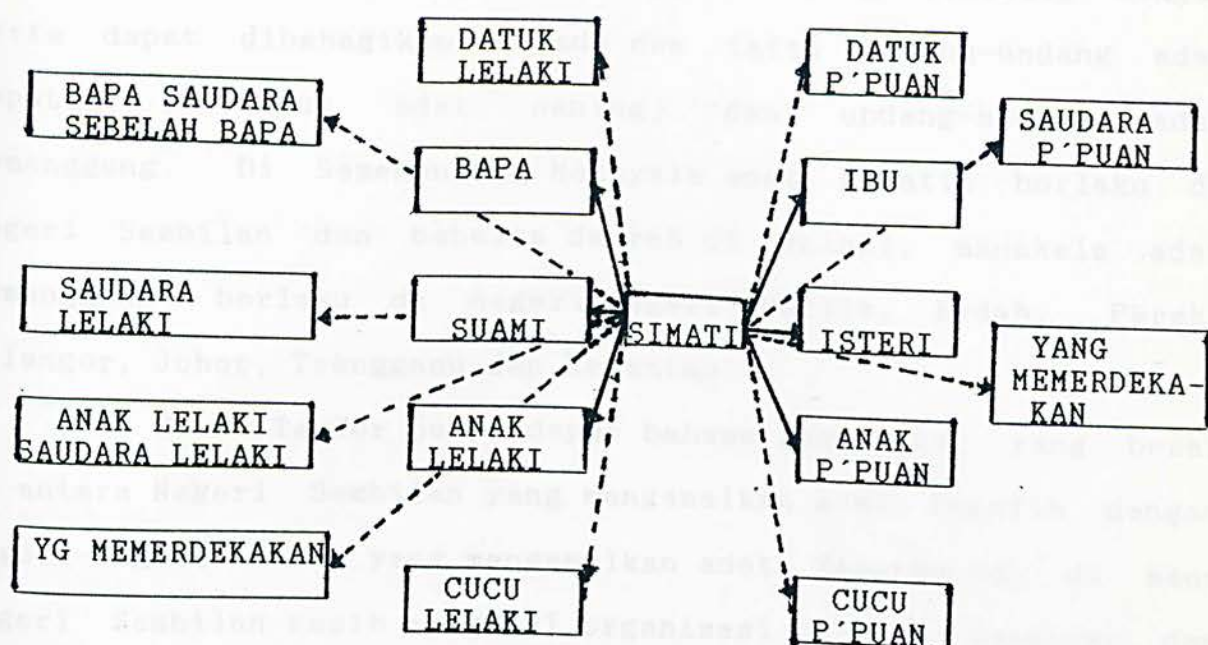 DATUK
LELAKI
DATUK
P'PUAN
BAPA SAUDARA
SEBELAH BAPA
SAUDARA
P'PUAN
BAPA
IBU
SAUDARA
LELAKI
SUAMI
SIMATI
ISTERI
YANG
MEMERDEKA-
KAN
ANAK LELAKI
SAUDARA LELAKI
ANAK
LELAKI
ANAK
P'PUAN
YG MEMERDEKAKAN
CUCU
LELAKI
CUCU
P'PUAN